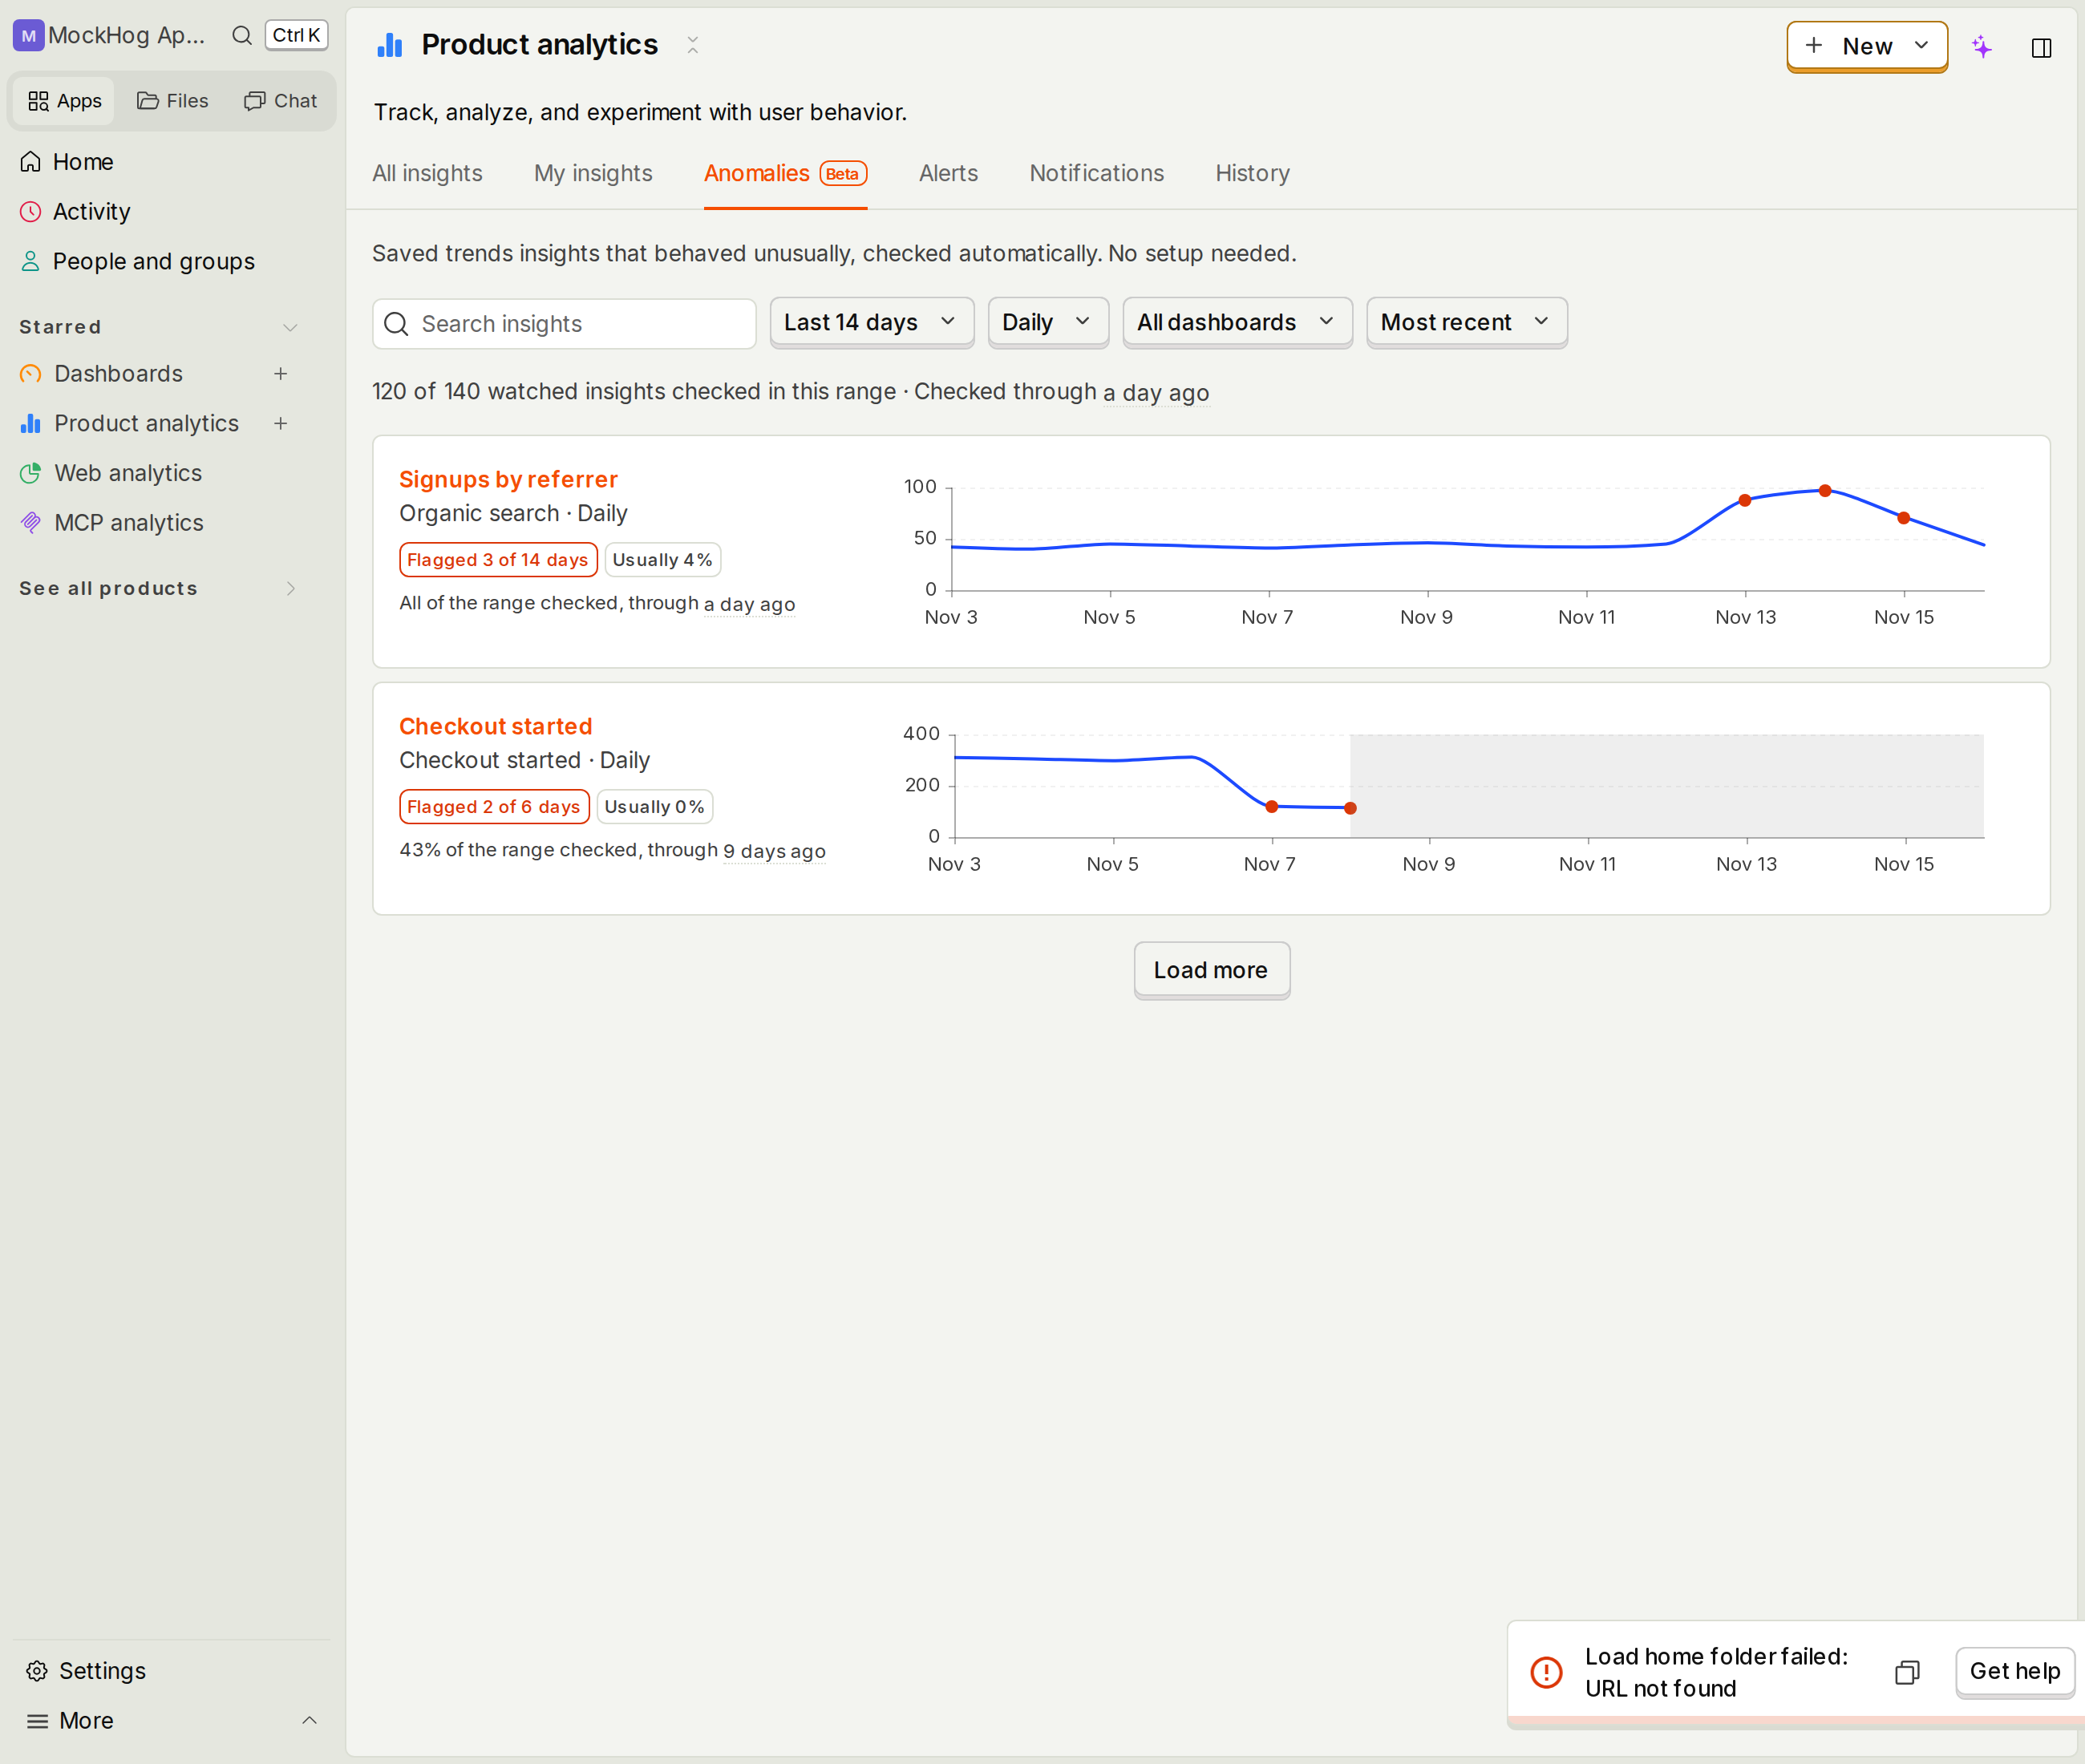 M MockHog Ap... Ctrl K
Apps Files Chat
Home
Activity
People and groups
Starred
Dashboards
Product analytics
Web analytics
MCP analytics
See all products
Settings
More
Product analytics
New
Track, analyze, and experiment with user behavior.
All insights My insights Anomalies Beta Alerts Notifications History
Saved trends insights that behaved unusually, checked automatically. No setup needed.
Search insights Last 14 days Daily All dashboards Most recent
120 of 140 watched insights checked in this range · Checked through a day ago
Signups by referrer
Organic search · Daily
Flagged 3 of 14 days Usually 4%
All of the range checked, through a day ago
100
50
0
Nov 3 Nov 5 Nov 7 Nov 9 Nov 11 Nov 13 Nov 15
Checkout started
Checkout started · Daily
Flagged 2 of 6 days Usually 0%
43% of the range checked, through 9 days ago
400
200
0
Nov 3 Nov 5 Nov 7 Nov 9 Nov 11 Nov 13 Nov 15
Load more
Load home folder failed:
URL not found
Get help